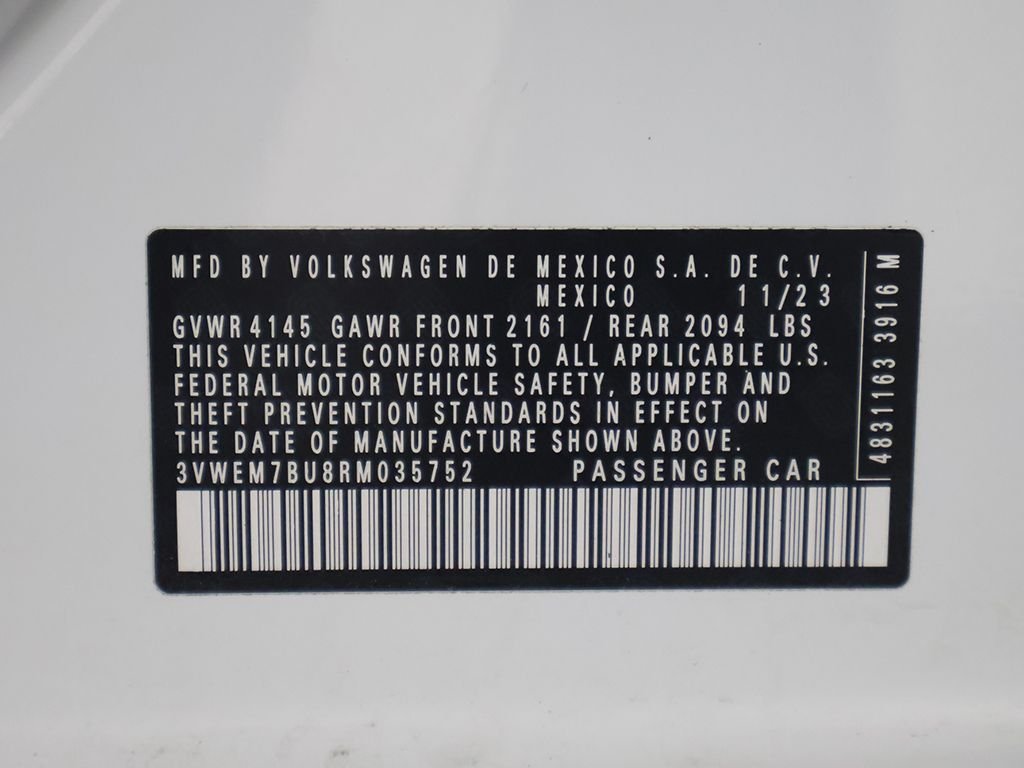 MFD BY VOLKSWAGEN DE MEXICO S.A. DE C.V.
MEXICO 11/23
GVWR 4145 GAWR FRONT 2161 / REAR 2094 LBS
THIS VEHICLE CONFORMS TO ALL APPLICABLE U.S.
FEDERAL MOTOR VEHICLE SAFETY, BUMPER AND
THEFT PREVENTION STANDARDS IN EFFECT ON
THE DATE OF MANUFACTURE SHOWN ABOVE.
3VWEM7BU8RM035752 PASSENGER CAR
4831163 3916 M